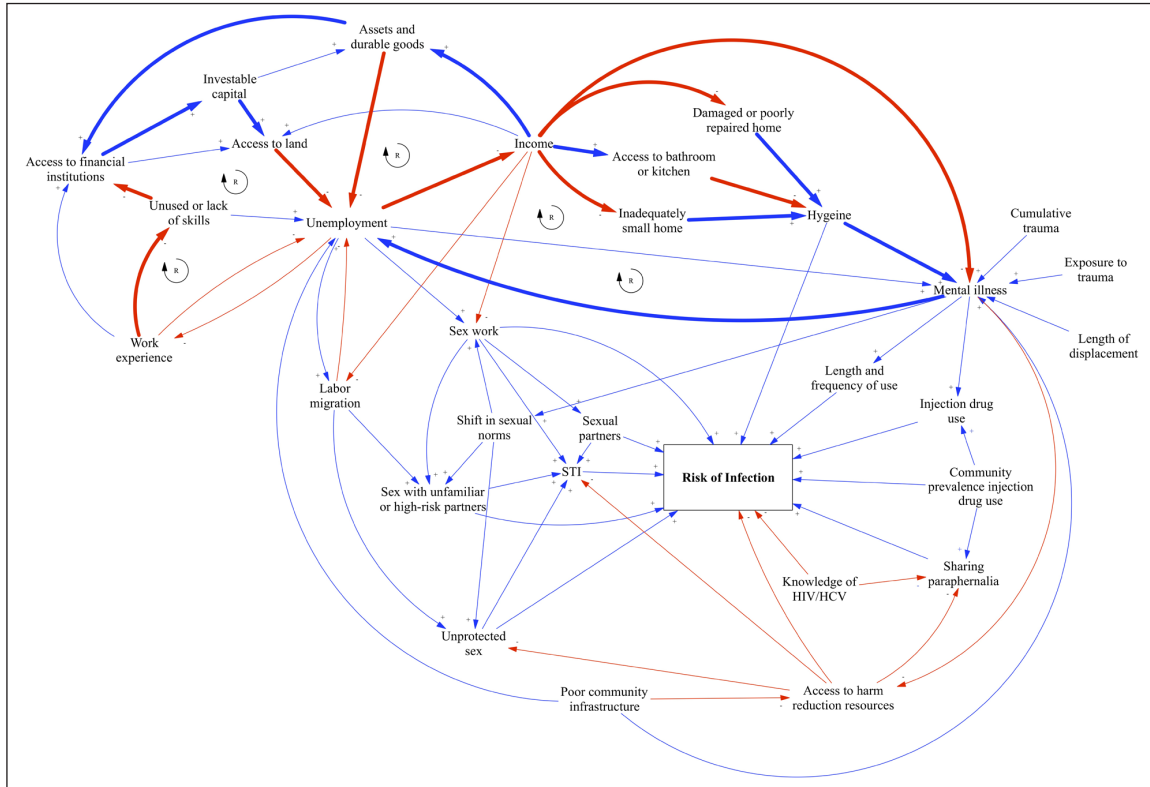 Assets and
durable goods
Investable
capital
Damaged or poorly
repaired home
Access to financial
institutions
Access to land
Income
Access to bathroom
or kitchen
R
R
Unused or lack
of skills
Unemployment
R
Inadequately
small home
Hygeine
Cumulative
trauma
R
R
Exposure to
trauma
Mental illness
Work
experience
Sex work
Length of
displacement
Labor
migration
Length and
frequency of use
Shift in sexual
norms
Sexual
partners
Injection drug
use
STI
Risk of Infection
Sex with unfamiliar
or high-risk partners
Community
prevalence injection
drug use
Knowledge of
HIV/HCV
Sharing
paraphernalia
Unprotected
sex
Poor community
infrastructure
Access to harm
reduction resources